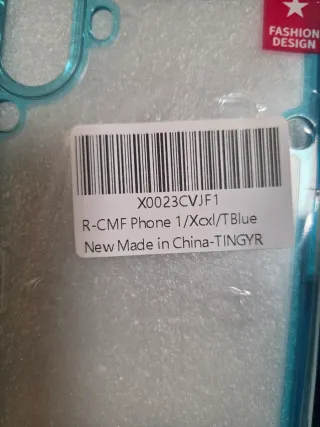 FASHION
DESIGN
X0023CVJF1
R-CMF Phone 1/Xcxl/TBlue
New Made in China-TINGYR